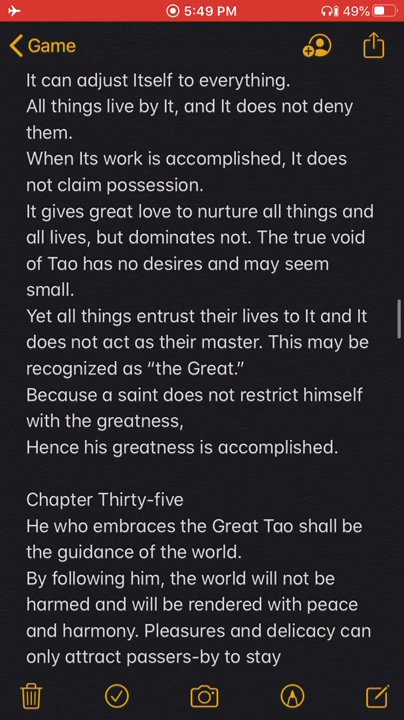 5:49 PM
49%
Game
It can adjust Itself to everything.
All things live by It, and It does not deny
them.
When Its work is accomplished, It does
not claim possession.
It gives great love to nurture all things and
all lives, but dominates not. The true void
of Tao has no desires and may seem
small.
Yet all things entrust their lives to It and It
does not act as their master. This may be
recognized as “the Great.”
Because a saint does not restrict himself
with the greatness,
Hence his greatness is accomplished.
Chapter Thirty-five
He who embraces the Great Tao shall be
the guidance of the world.
By following him, the world will not be
harmed and will be rendered with peace
and harmony. Pleasures and delicacy can
only attract passers-by to stay